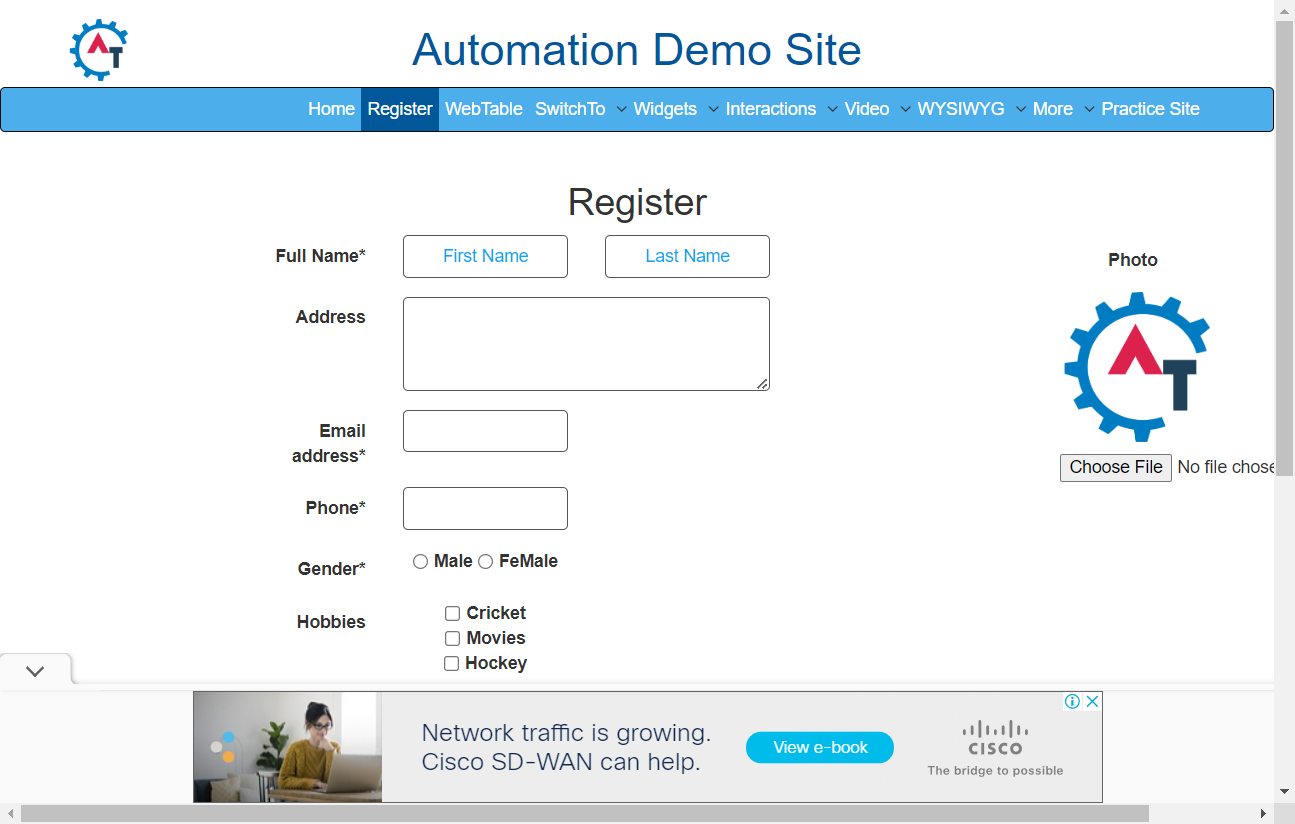 AT
Automation Demo Site
Home Register WebTable SwitchTo Widgets Interactions Video WYSIWYG More Practice Site
Register
Full Name* First Name Last Name
Photo
Address
AT
Email
address*
Choose File No file chose
Phone*
Gender* Male FeMale
Hobbies Cricket
Movies
Hockey
Network traffic is growing.
Cisco SD-WAN can help.
View e-book
CISCO
The bridge to possible